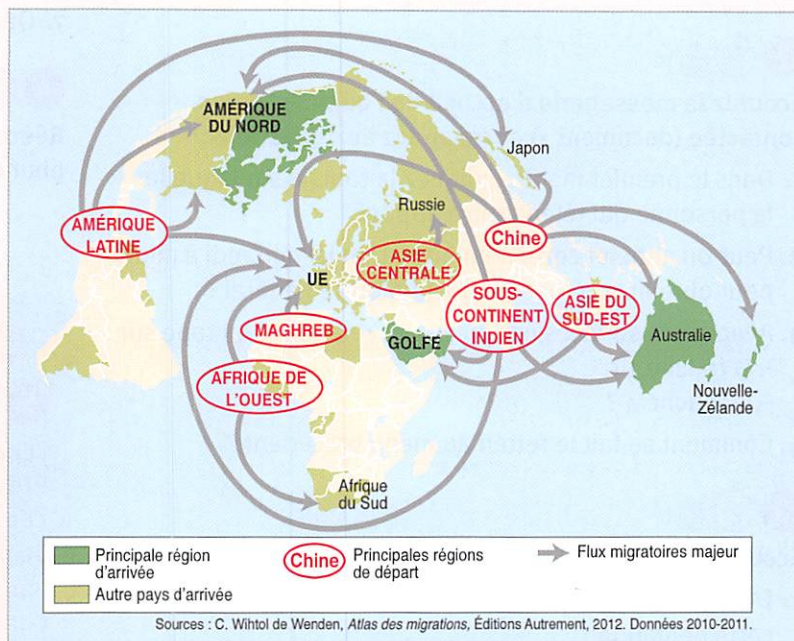 AMÉRIQUE
DU NORD
Japon
Russie
AMÉRIQUE
LATINE
Chine
UE
ASIE
CENTRALE
SOUS-
CONTINENT
INDIEN
ASIE DU
SUD-EST
MAGHREB
GOLFE
Australie
AFRIQUE DE
L'OUEST
Nouvelle-
Zélande
Afrique
du Sud
Principale région
d'arrivée
Autre pays d'arrivée
Chine
Principales régions
de départ
Flux migratoires majeur
Sources : C. Wihtol de Wenden, Atlas des migrations, Éditions Autrement, 2012. Données 2010-2011.